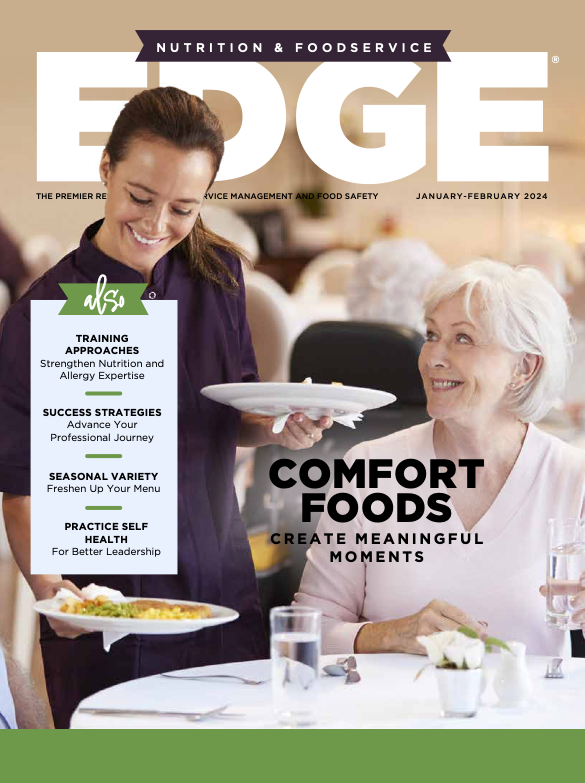 NUTRITION & FOODSERVICE
EDGE®
THE PREMIER RE RVICE MANAGEMENT AND FOOD SAFETY
JANUARY-FEBRUARY 2024
also
TRAINING
APPROACHES
Strengthen Nutrition and
Allergy Expertise
SUCCESS STRATEGIES
Advance Your
Professional Journey
SEASONAL VARIETY
Freshen Up Your Menu
PRACTICE SELF
HEALTH
For Better Leadership
COMFORT
FOODS
CREATE MEANINGFUL
MOMENTS